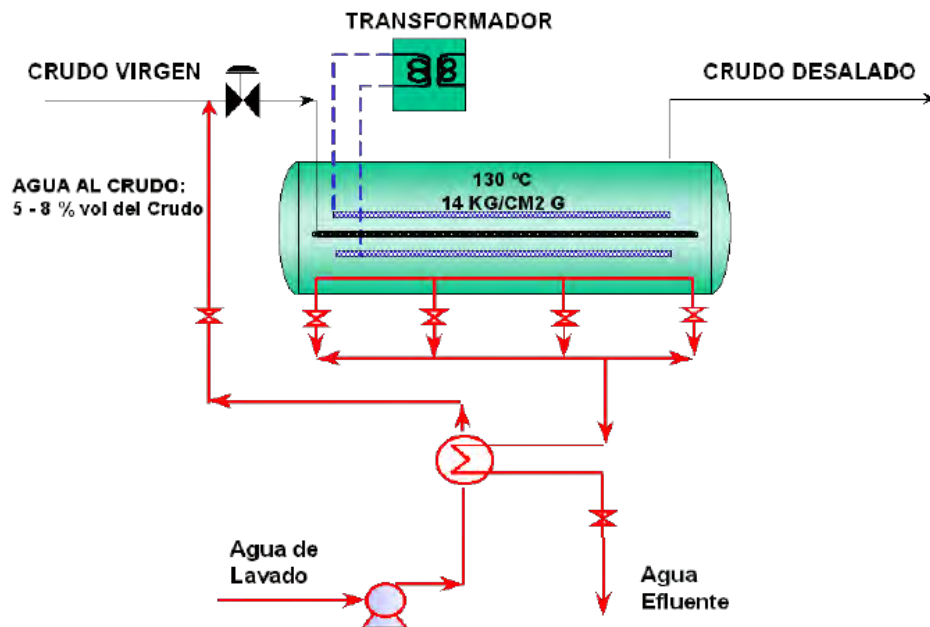 TRANSFORMADOR
CRUDO VIRGEN
CRUDO DESALADO
AGUA AL CRUDO:
5 - 8 % vol del Crudo
130 ºC
14 KG/CM2 G
Agua de
Lavado
Agua
Efluente